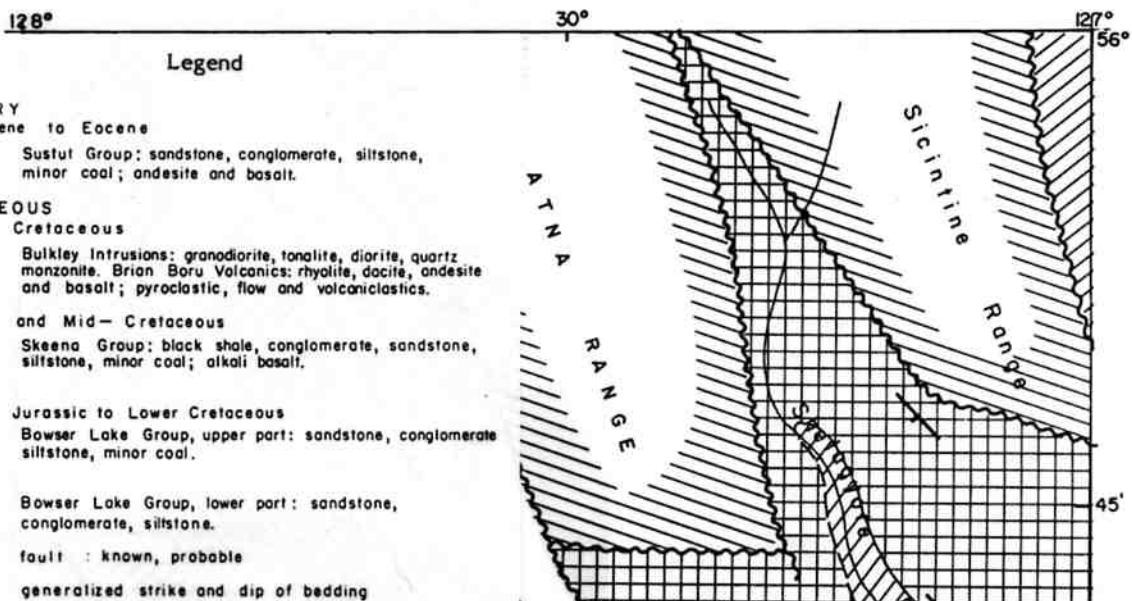 128° 30° 127°
56°
Legend
RY
ene to Eocene
Sustut Group: sandstone, conglomerate, siltstone,
minor coal; andesite and basalt.
EOUS
Cretaceous
Bulkley Intrusions: granodiorite, tonalite, diorite, quartz
monzonite. Brian Boru Volcanics: rhyolite, dacite, andesite
and basalt; pyroclastic, flow and volcaniclastics.
and Mid-Cretaceous
Skeena Group: black shale, conglomerate, sandstone,
siltstone, minor coal; alkali basalt.
Jurassic to Lower Cretaceous
Bowser Lake Group, upper part: sandstone, conglomerate
siltstone, minor coal.
Bowser Lake Group, lower part: sandstone,
conglomerate, siltstone.
fault : known, probable
generalized strike and dip of bedding
ATNA
RANGE
Sicintine
Range
45'